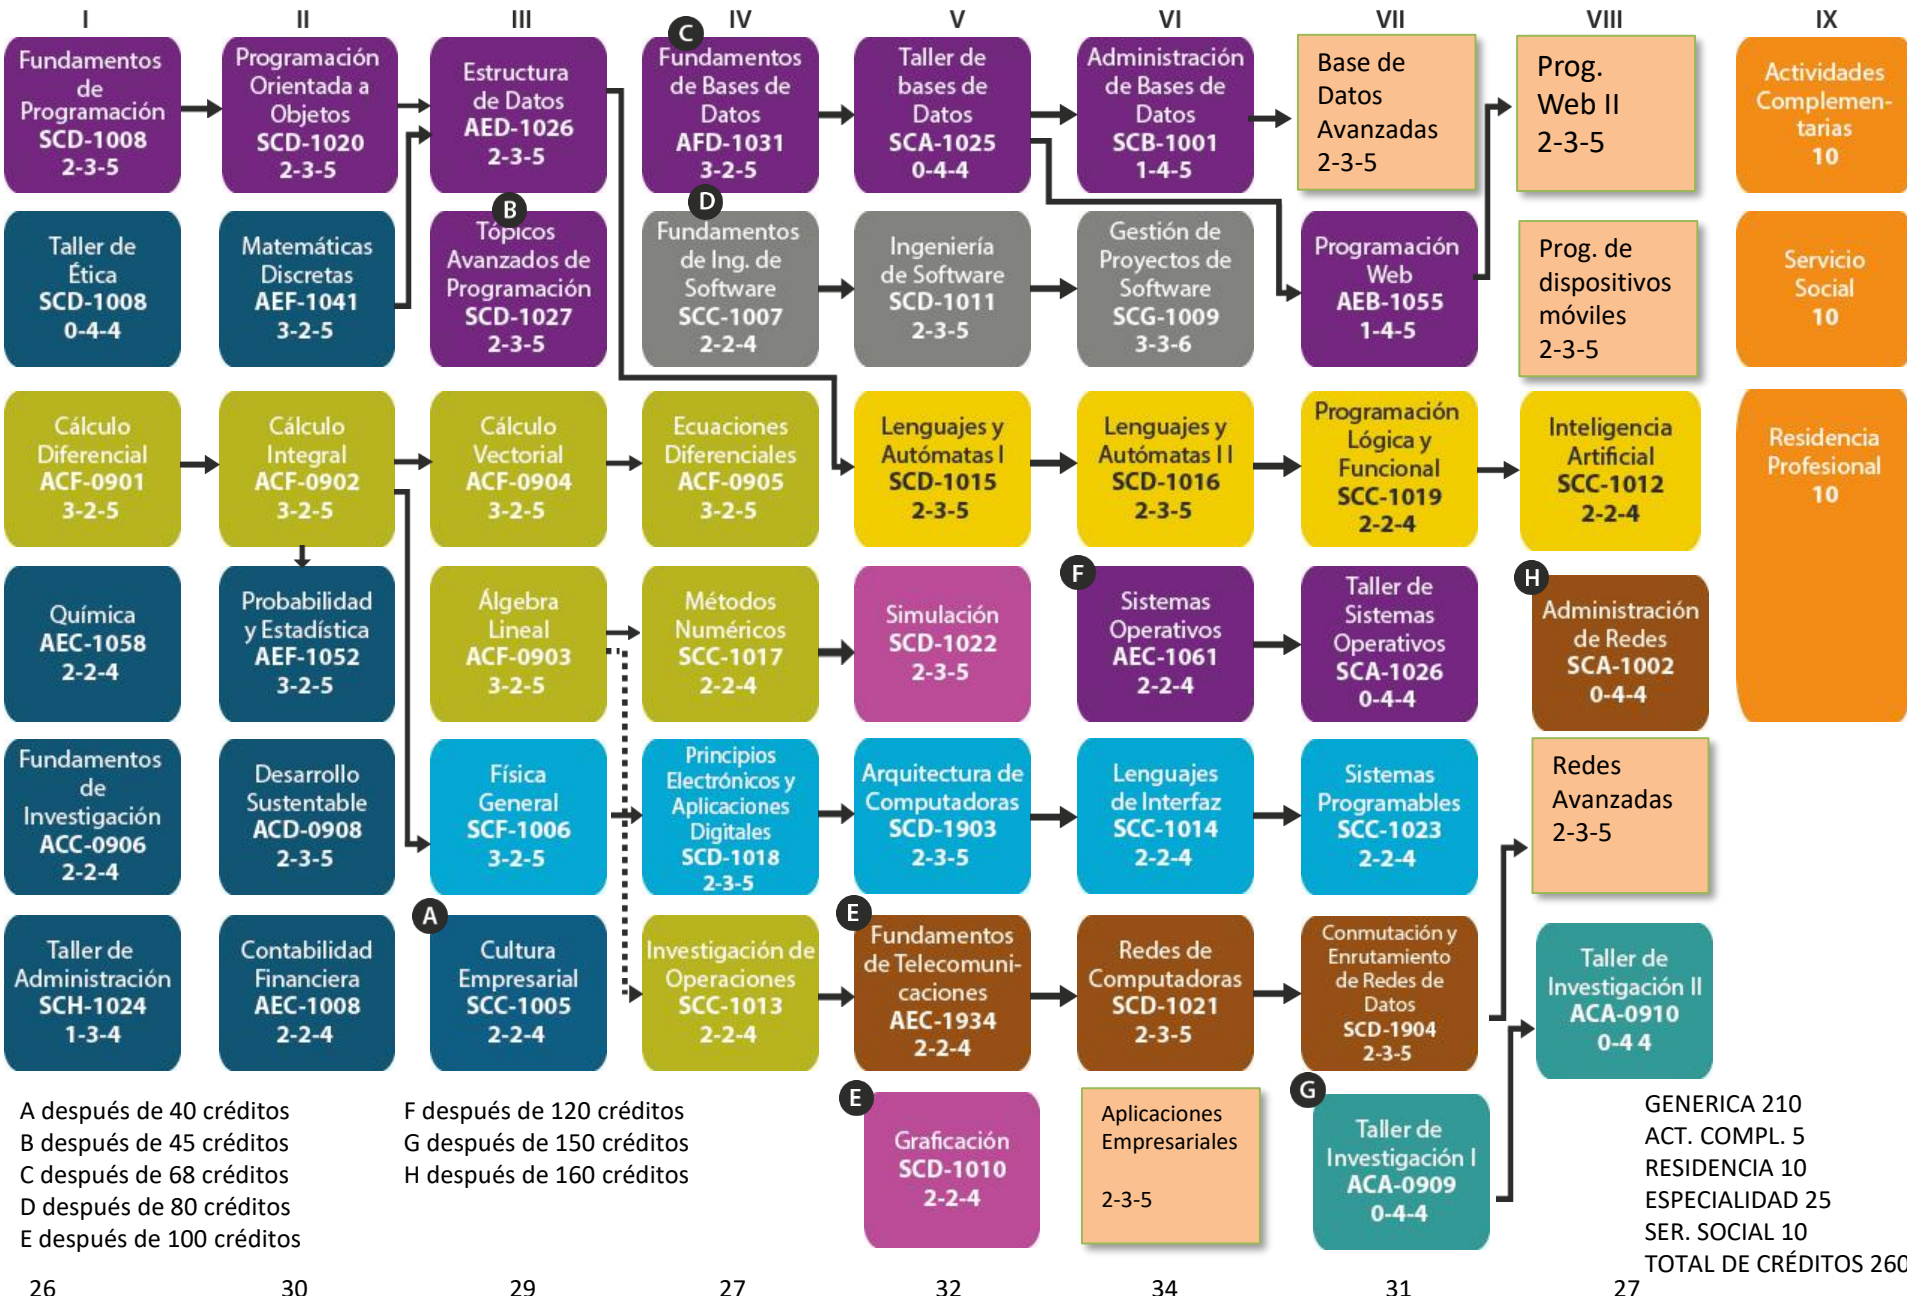 I
II
III
IV
V
VI
VII
VIII
IX
Fundamentos
de
Programación
SCD-1008
2-3-5
Programación
Orientada a
Objetos
SCD-1020
2-3-5
Estructura
de Datos
AED-1026
2-3-5
C
Fundamentos
de Bases de
Datos
AFD-1031
3-2-5
Taller de
bases de
Datos
SCA-1025
0-4-4
Administración
de Bases de
Datos
SCB-1001
1-4-5
Base de
Datos
Avanzadas
2-3-5
Prog.
Web II
2-3-5
Actividades
Complemen-
tarias
10
Taller de
Ética
SCD-1008
0-4-4
Matemáticas
Discretas
AEF-1041
3-2-5
B
Tópicos
Avanzados de
Programación
SCD-1027
2-3-5
D
Fundamentos
de Ing. de
Software
SCC-1007
2-2-4
Ingeniería
de Software
SCD-1011
2-3-5
Gestión de
Proyectos de
Software
SCG-1009
3-3-6
Programación
Web
AEB-1055
1-4-5
Prog. de
dispositivos
móviles
2-3-5
Servicio
Social
10
Cálculo
Diferencial
ACF-0901
3-2-5
Cálculo
Integral
ACF-0902
3-2-5
Cálculo
Vectorial
ACF-0904
3-2-5
Ecuaciones
Diferenciales
ACF-0905
3-2-5
Lenguajes y
Autómatas I
SCD-1015
2-3-5
Lenguajes y
Autómatas II
SCD-1016
2-3-5
Programación
Lógica y
Funcional
SCC-1019
2-2-4
Inteligencia
Artificial
SCC-1012
2-2-4
Residencia
Profesional
10
Química
AEC-1058
2-2-4
Probabilidad
y Estadística
AEF-1052
3-2-5
Álgebra
Lineal
ACF-0903
3-2-5
Métodos
Numéricos
SCC-1017
2-2-4
Simulación
SCD-1022
2-3-5
F
Sistemas
Operativos
AEC-1061
2-2-4
Taller de
Sistemas
Operativos
SCA-1026
0-4-4
H
Administración
de Redes
SCA-1002
0-4-4
Fundamentos
de
Investigación
ACC-0906
2-2-4
Desarrollo
Sustentable
ACD-0908
2-3-5
Física
General
SCF-1006
3-2-5
Principios
Electrónicos y
Aplicaciones
Digitales
SCD-1018
2-3-5
Arquitectura de
Computadoras
SCD-1903
2-3-5
Lenguajes
de Interfaz
SCC-1014
2-2-4
Sistemas
Programables
SCC-1023
2-2-4
Redes
Avanzadas
2-3-5
Taller de
Administración
SCH-1024
1-3-4
Contabilidad
Financiera
AEC-1008
2-2-4
A
Cultura
Empresarial
SCC-1005
2-2-4
Investigación de
Operaciones
SCC-1013
2-2-4
E
Fundamentos
de Telecomuni-
caciones
AEC-1934
2-2-4
Redes de
Computadoras
SCD-1021
2-3-5
Conmutación y
Enrutamiento
de Redes de
Datos
SCD-1904
2-3-5
Taller de
Investigación II
ACA-0910
0-4 4
E
Graficación
SCD-1010
2-2-4
Aplicaciones
Empresariales
2-3-5
G
Taller de
Investigación I
ACA-0909
0-4-4
A después de 40 créditos
B después de 45 créditos
C después de 68 créditos
D después de 80 créditos
E después de 100 créditos
F después de 120 créditos
G después de 150 créditos
H después de 160 créditos
GENERICA 210
ACT. COMPL. 5
RESIDENCIA 10
ESPECIALIDAD 25
SER. SOCIAL 10
TOTAL DE CRÉDITOS 260
26
30
29
27
32
34
31
27